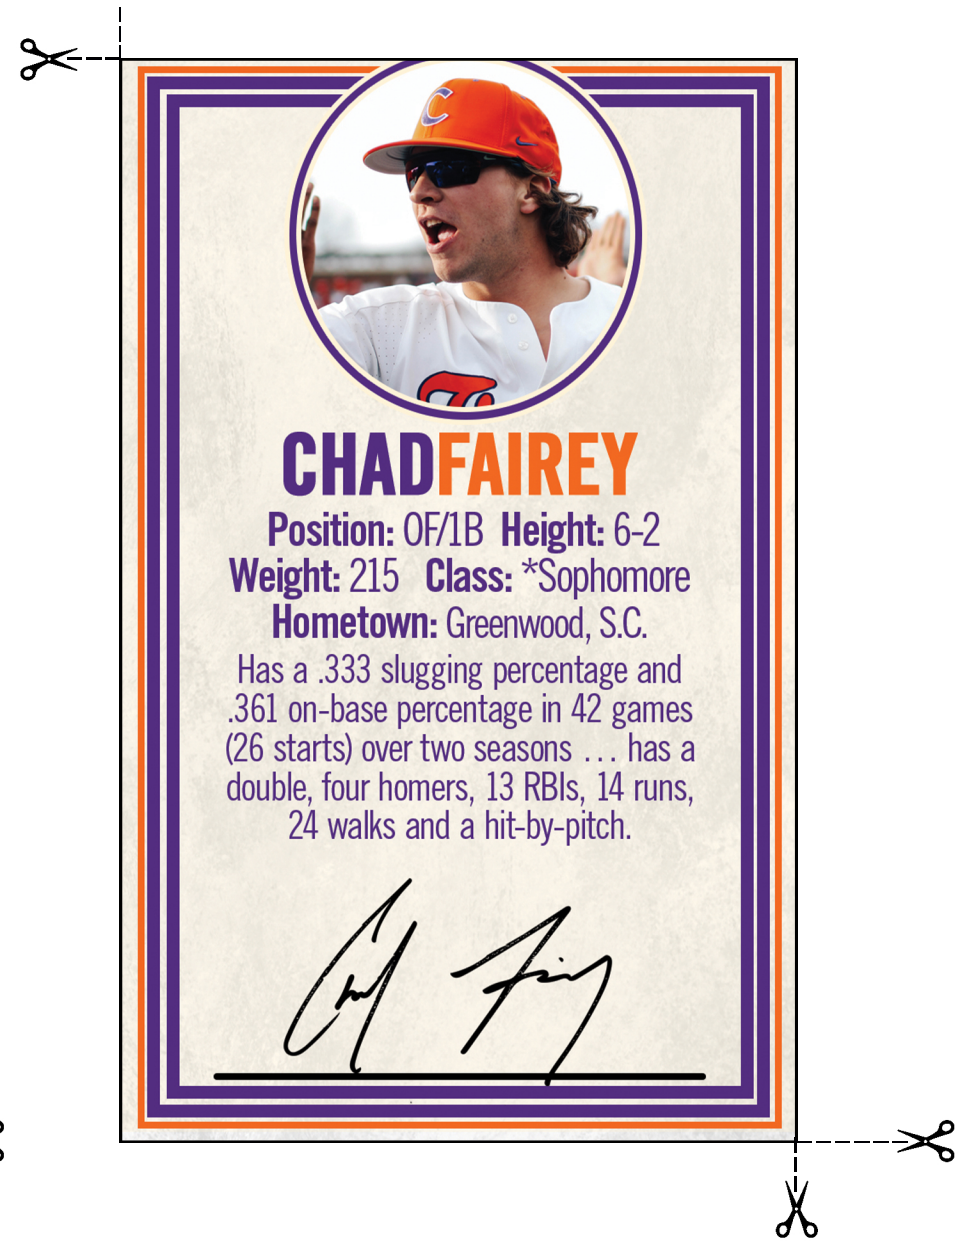 C
CHADFAIREY
Position: OF/1B Height: 6-2
Weight: 215 Class: *Sophomore
Hometown: Greenwood, S.C.
Has a .333 slugging percentage and
.361 on-base percentage in 42 games
(26 starts) over two seasons ... has a
double, four homers, 13 RBIs, 14 runs,
24 walks and a hit-by-pitch.